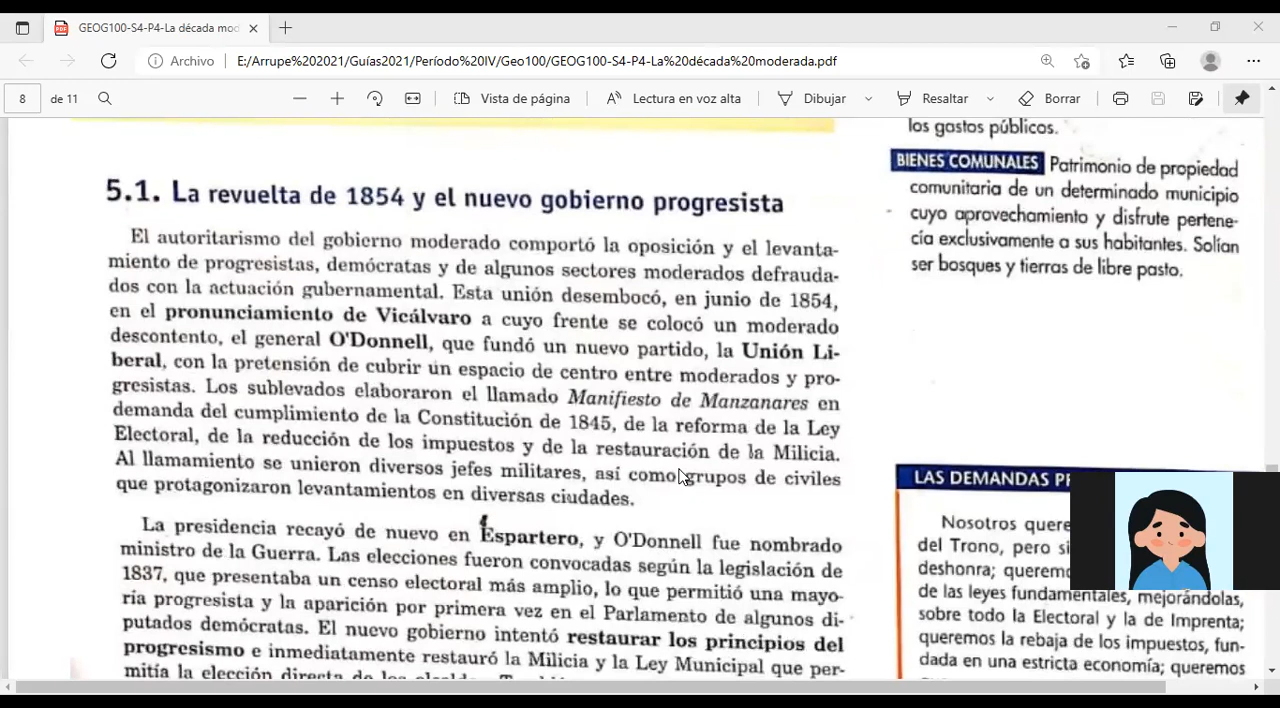 GEOG100-S4-P4-La década mod
Archivo E:/Arrupe%202021/Guías2021/Período%20IV/Geo100/GEOG100-S4-P4-La%20década%20moderada.pdf
8 de 11 Vista de página Lectura en voz alta Dibujar Resaltar Borrar
5.1. La revuelta de 1854 y el nuevo gobierno progresista
El autoritarismo del gobierno moderado comportó la oposición y el levanta-
miento de progresistas, demócratas y de algunos sectores moderados defrauda-
dos con la actuación gubernamental. Esta unión desembocó, en junio de 1854,
en el pronunciamiento de Vicálvaro a cuyo frente se colocó un moderado
descontento, el general O'Donnell, que fundó un nuevo partido, la Unión Li-
beral, con la pretensión de cubrir un espacio de centro entre moderados y pro-
gresistas. Los sublevados elaboraron el llamado Manifiesto de Manzanares en
demanda del cumplimiento de la Constitución de 1845, de la reforma de la Ley
Electoral, de la reducción de los impuestos y de la restauración de la Milicia.
Al llamamiento se unieron diversos jefes militares, así como grupos de civiles
que protagonizaron levantamientos en diversas ciudades.
La presidencia recayó de nuevo en Espartero, y O'Donnell fue nombrado
ministro de la Guerra. Las elecciones fueron convocadas según la legislación de
1837, que presentaba un censo electoral más amplio, lo que permitió una mayo-
ría progresista y la aparición por primera vez en el Parlamento de algunos di-
putados demócratas. El nuevo gobierno intentó restaurar los principios del
progresismo e inmediatamente restauró la Milicia y la Ley Municipal que per-
mitía la elección directa de los
los gastos públicos.
BIENES COMUNALES Patrimonio de propiedad
comunitaria de un determinado municipio
cuyo aprovechamiento y disfrute pertene-
cía exclusivamente a sus habitantes. Solían
ser bosques y tierras de libre pasto.
LAS DEMANDAS
Nosotros quere
del Trono, pero si
deshonra; querem
de las leyes fundamentales, mejorándolas,
sobre todo la Electoral y la de Imprenta;
queremos la rebaja de los impuestos, fun-
dada en una estricta economía; queremos